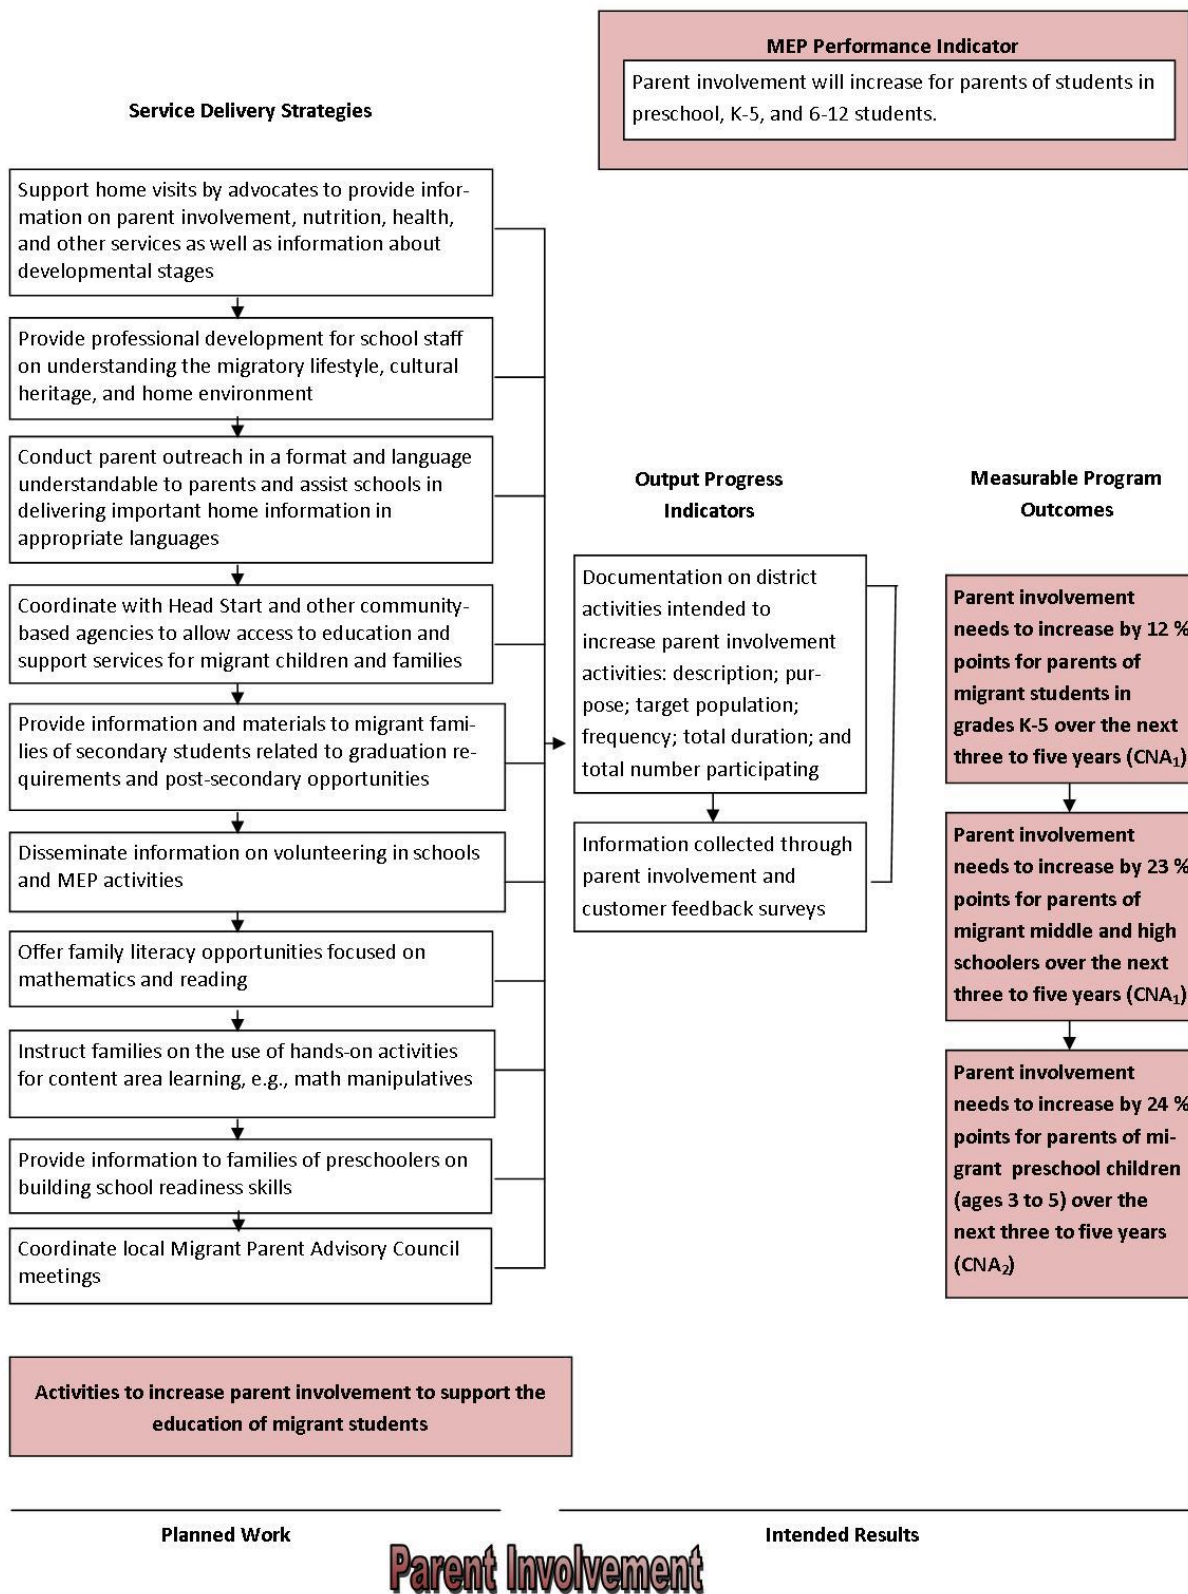 MEP Performance Indicator
Parent involvement will increase for parents of students in
preschool, K-5, and 6-12 students.
Service Delivery Strategies
Support home visits by advocates to provide infor-
mation on parent involvement, nutrition, health,
and other services as well as information about
developmental stages
Provide professional development for school staff
on understanding the migratory lifestyle, cultural
heritage, and home environment
Conduct parent outreach in a format and language
understandable to parents and assist schools in
delivering important home information in
appropriate languages
Coordinate with Head Start and other community-
based agencies to allow access to education and
support services for migrant children and families
Provide information and materials to migrant fami-
lies of secondary students related to graduation re-
quirements and post-secondary opportunities
Disseminate information on volunteering in schools
and MEP activities
Offer family literacy opportunities focused on
mathematics and reading
Instruct families on the use of hands-on activities
for content area learning, e.g., math manipulatives
Provide information to families of preschoolers on
building school readiness skills
Coordinate local Migrant Parent Advisory Council
meetings
Output Progress
Indicators
Documentation on district
activities intended to
increase parent involvement
activities: description; pur-
pose; target population;
frequency; total duration; and
total number participating
Information collected through
parent involvement and
customer feedback surveys
Measurable Program
Outcomes
Parent involvement
needs to increase by 12 %
points for parents of
migrant students in
grades K-5 over the next
three to five years (CNA₁)
Parent involvement
needs to increase by 23 %
points for parents of
migrant middle and high
schoolers over the next
three to five years (CNA₁)
Parent involvement
needs to increase by 24 %
points for parents of mi-
grant preschool children
(ages 3 to 5) over the
next three to five years
(CNA₂)
Activities to increase parent involvement to support the
education of migrant students
Planned Work
Intended Results
Parent Involvement